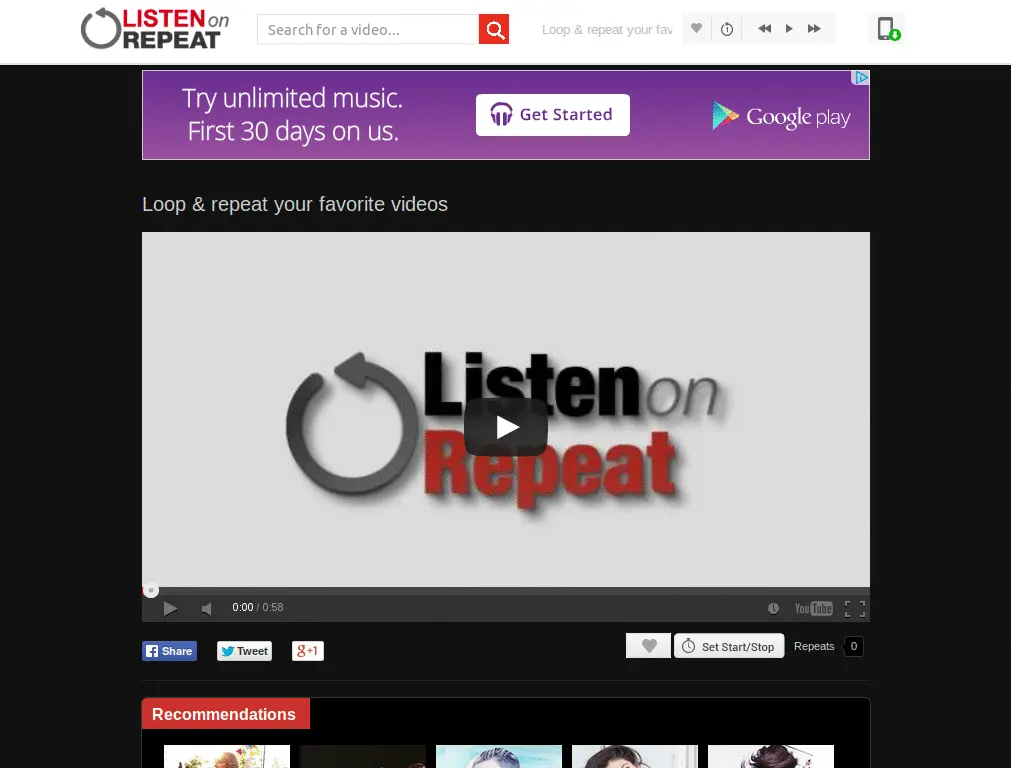 LISTEN on
REPEAT
Search for a video...
Loop & repeat your fav
Try unlimited music.
First 30 days on us.
Get Started
Google play
Loop & repeat your favorite videos
Listen on
Repeat
0:00 / 0:58
YouTube
Share
Tweet
g+1
Set Start/Stop
Repeats
0
Recommendations